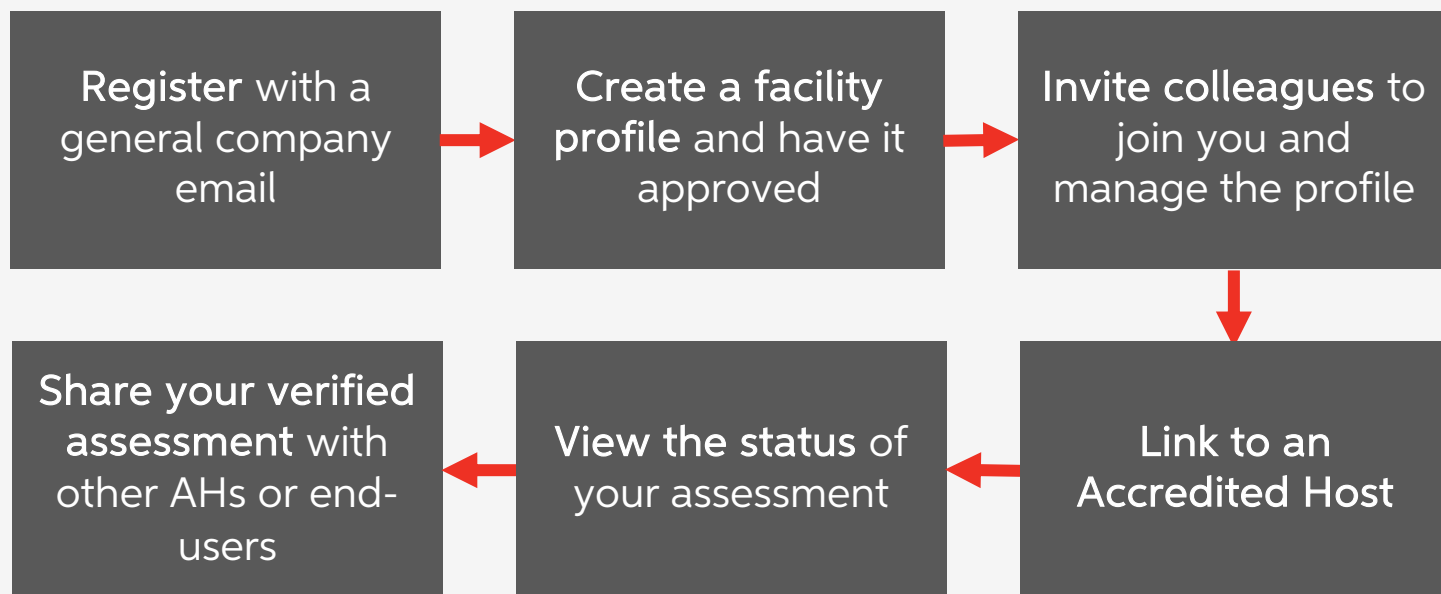 Register with a
general company
email
Create a facility
profile and have it
approved
Invite colleagues to
join you and
manage the profile
Link to an
Accredited Host
View the status of
your assessment
Share your verified
assessment with
other AHs or end-
users